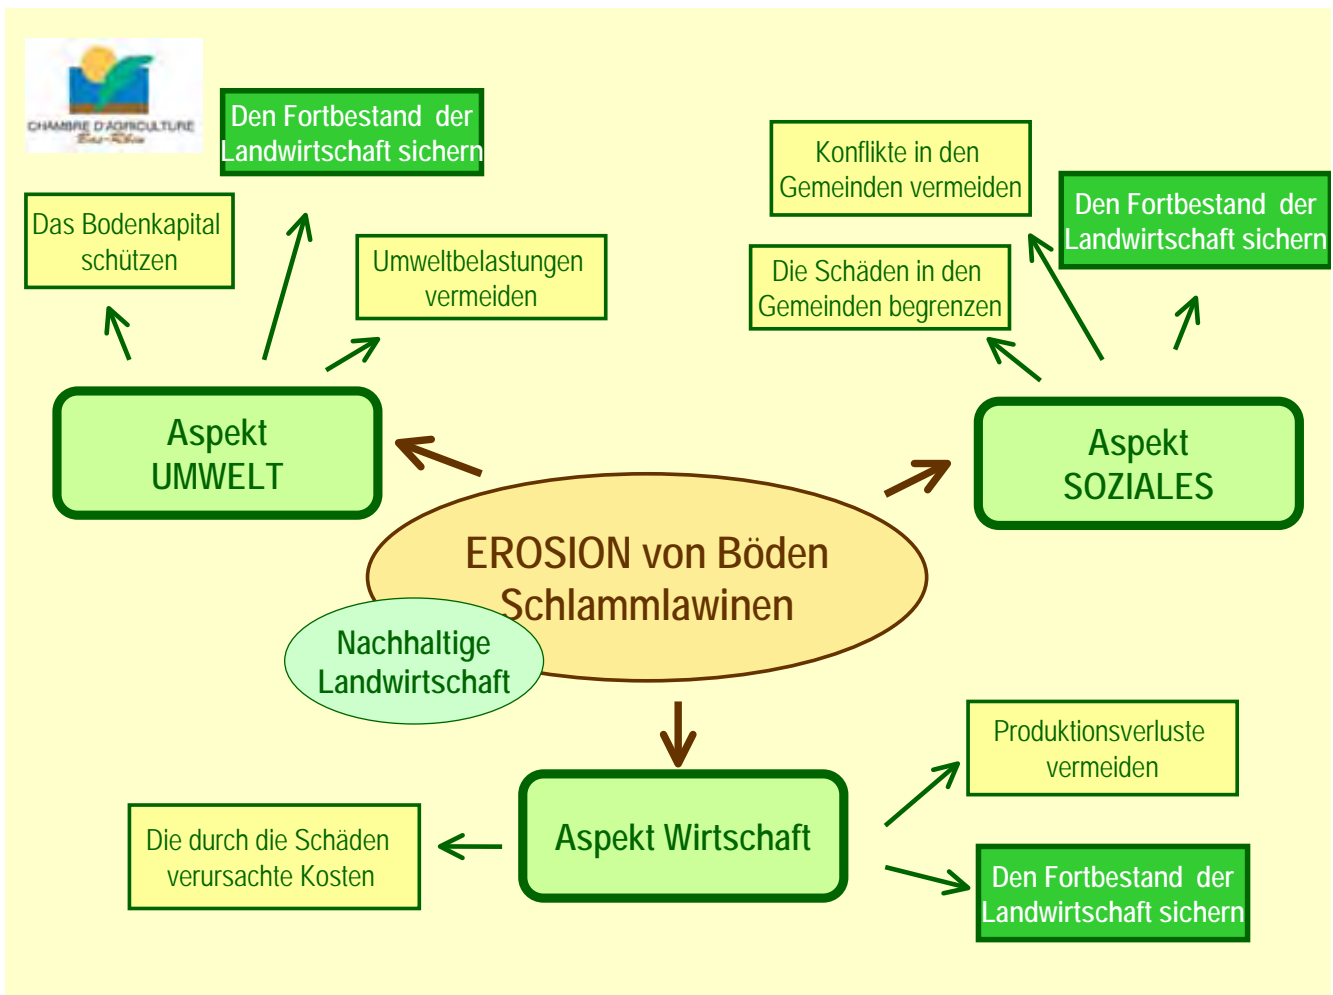 CHAMBRE D'AGRICULTURE
Bas-Rhin
Den Fortbestand der
Landwirtschaft sichern
Das Bodenkapital
schützen
Umweltbelastungen
vermeiden
Konflikte in den
Gemeinden vermeiden
Den Fortbestand der
Landwirtschaft sichern
Die Schäden in den
Gemeinden begrenzen
Aspekt
UMWELT
Aspekt
SOZIALES
EROSION von Böden
Schlammlawinen
Nachhaltige
Landwirtschaft
Produktionsverluste
vermeiden
Aspekt Wirtschaft
Die durch die Schäden
verursachte Kosten
Den Fortbestand der
Landwirtschaft sichern